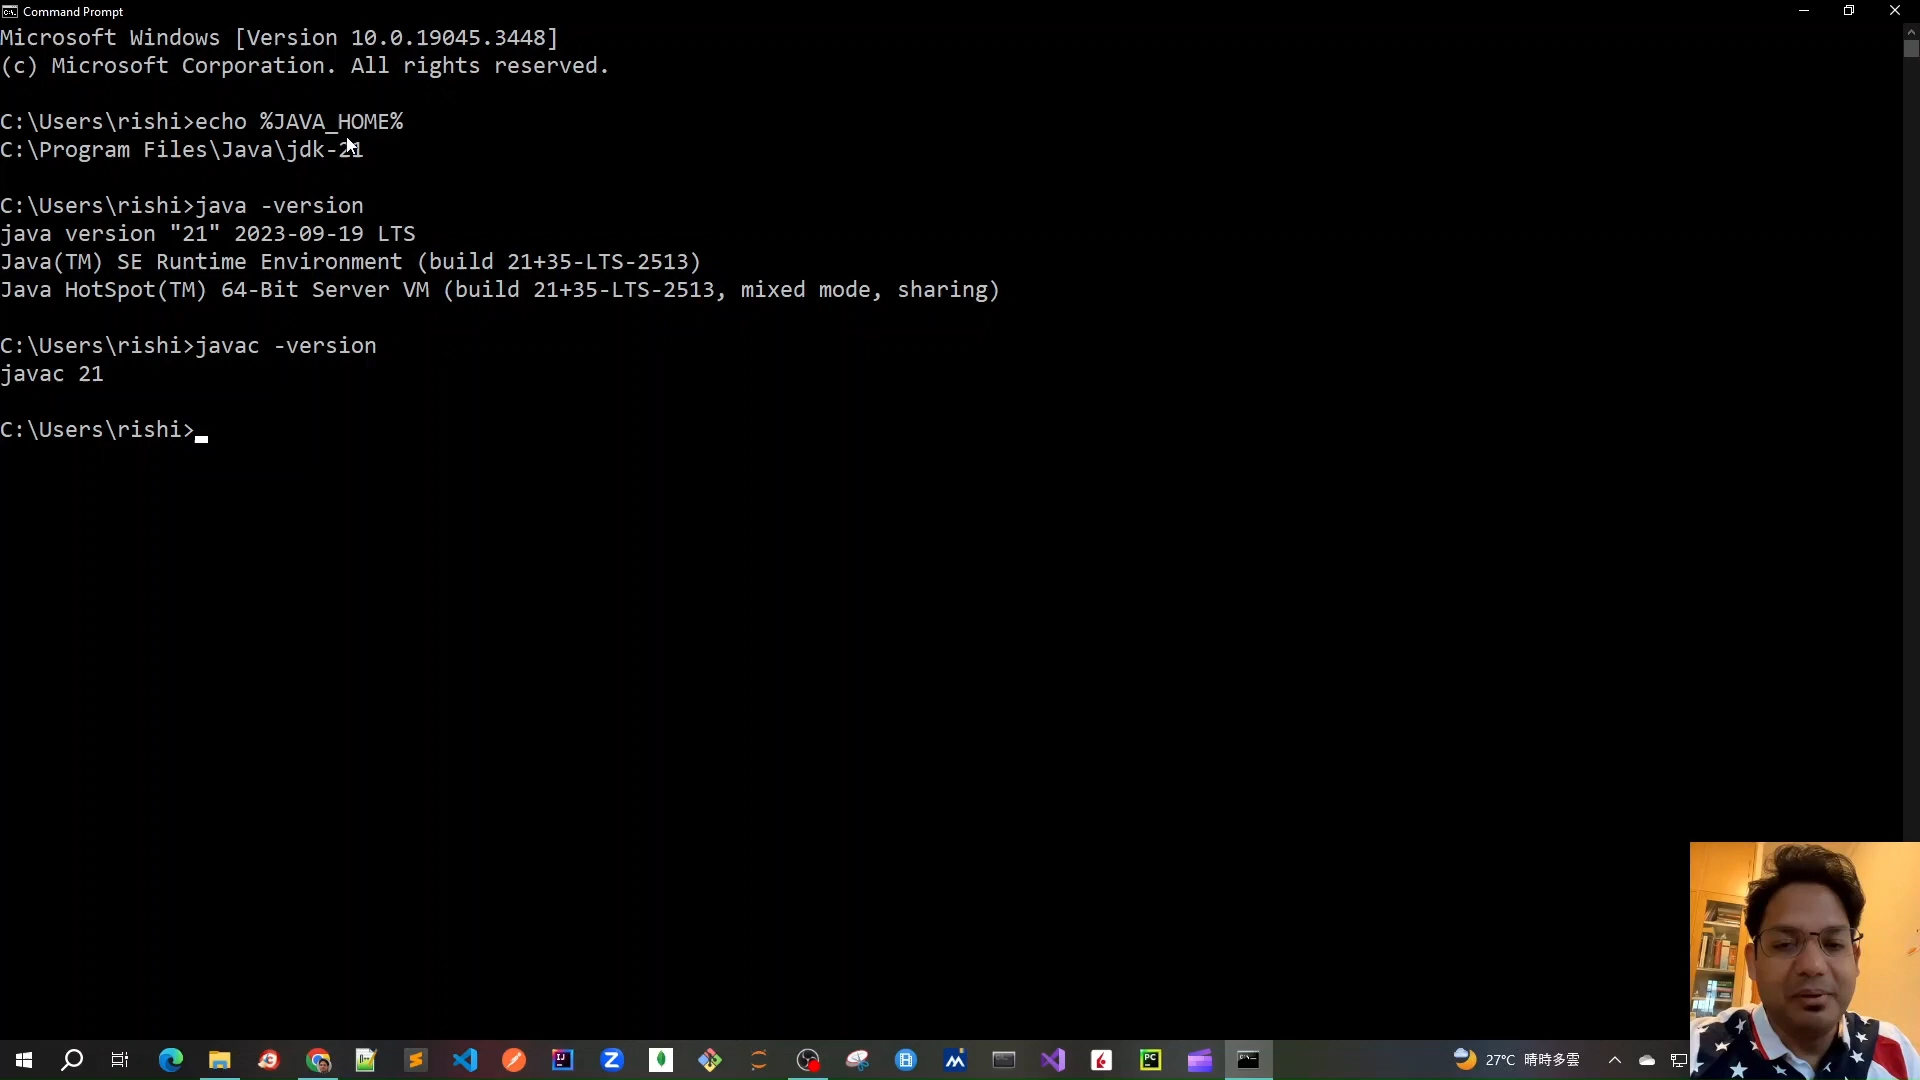 Command Prompt
Microsoft Windows [Version 10.0.19045.3448]
(c) Microsoft Corporation. All rights reserved.
C:\Users\rishi>echo %JAVA_HOME%
C:\Program Files\Java\jdk-21
C:\Users\rishi>java -version
java version "21" 2023-09-19 LTS
Java(TM) SE Runtime Environment (build 21+35-LTS-2513)
Java HotSpot(TM) 64-Bit Server VM (build 21+35-LTS-2513, mixed mode, sharing)
C:\Users\rishi>javac -version
javac 21
C:\Users\rishi>
27°C 晴時多雲